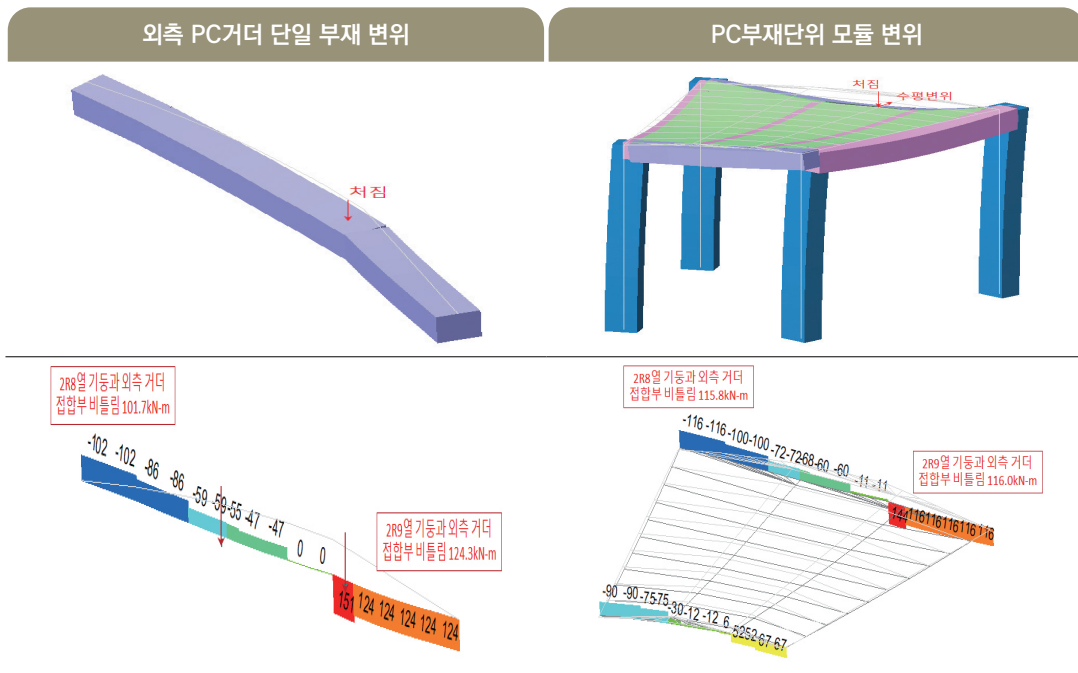 외측 PC거더 단일 부재 변위
PC부재단위 모듈 변위
처짐
처짐
수평변위
2R8열 기둥과 외측 거더
접합부 비틀림 101.7kN-m
-102 -102 -86 -86 -59 -59 -55 -47 -47 0 0 151 124 124 124 124 124
2R9열 기둥과 외측 거더
접합부 비틀림 124.3kN-m
2R8열 기둥과 외측 거더
접합부 비틀림 115.8kN-m
-116 -116 -100 -100 -72 -72 -68 -60 -60 -11 -11 144 116 116 116 116 116
2R9열 기둥과 외측 거더
접합부 비틀림 116.0kN-m
-90 -90 -75 -75 -30 -12 -12 6 52 52 67 67